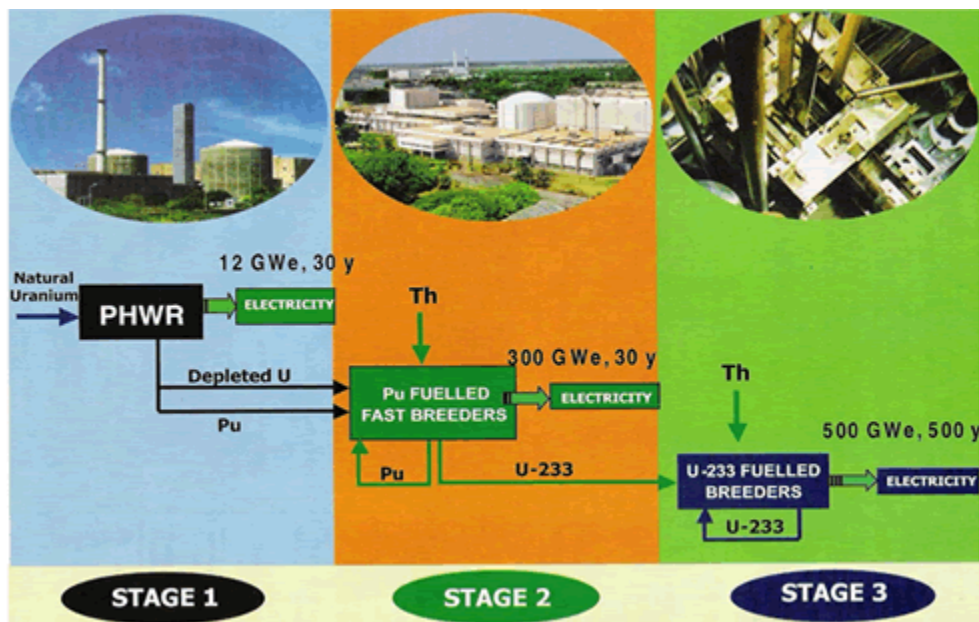 12 GWe, 30 y
Natural
Uranium
PHWR
ELECTRICITY
Depleted U
Pu
Th
300 GWe, 30 y
Pu FUELLED
FAST BREEDERS
ELECTRICITY
Pu
U-233
Th
500 GWe, 500 y
U-233 FUELLED
BREEDERS
ELECTRICITY
U-233
STAGE 1
STAGE 2
STAGE 3